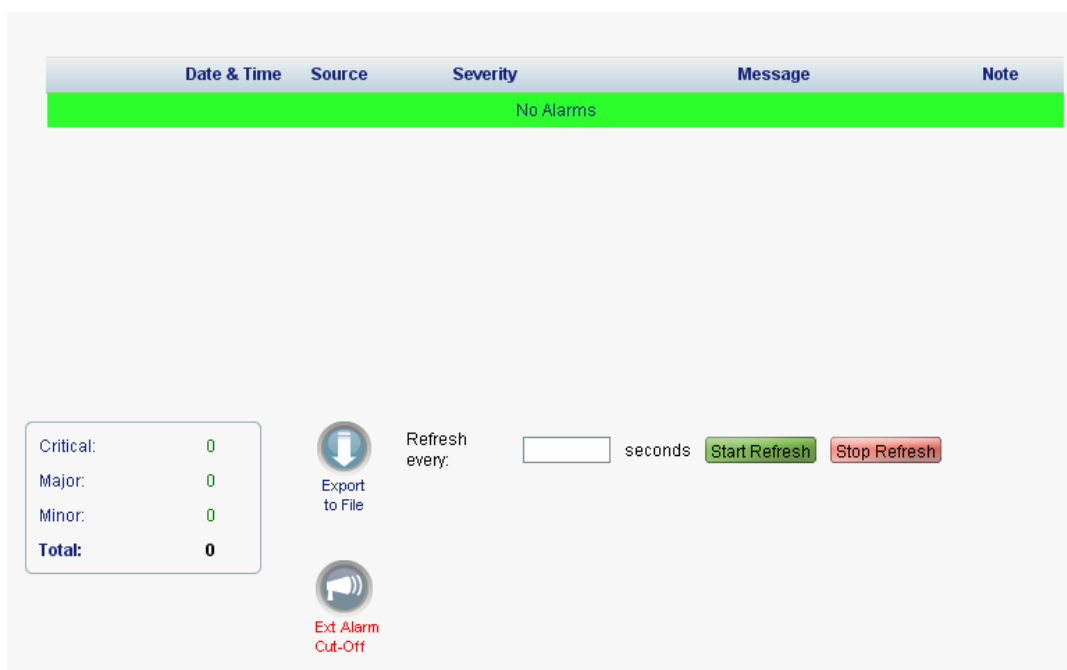 Date & Time Source Severity Message Note
No Alarms
Critical: 0
Major: 0
Minor: 0
Total: 0
Export
to File
Ext Alarm
Cut-Off
Refresh
every:
seconds Start Refresh Stop Refresh